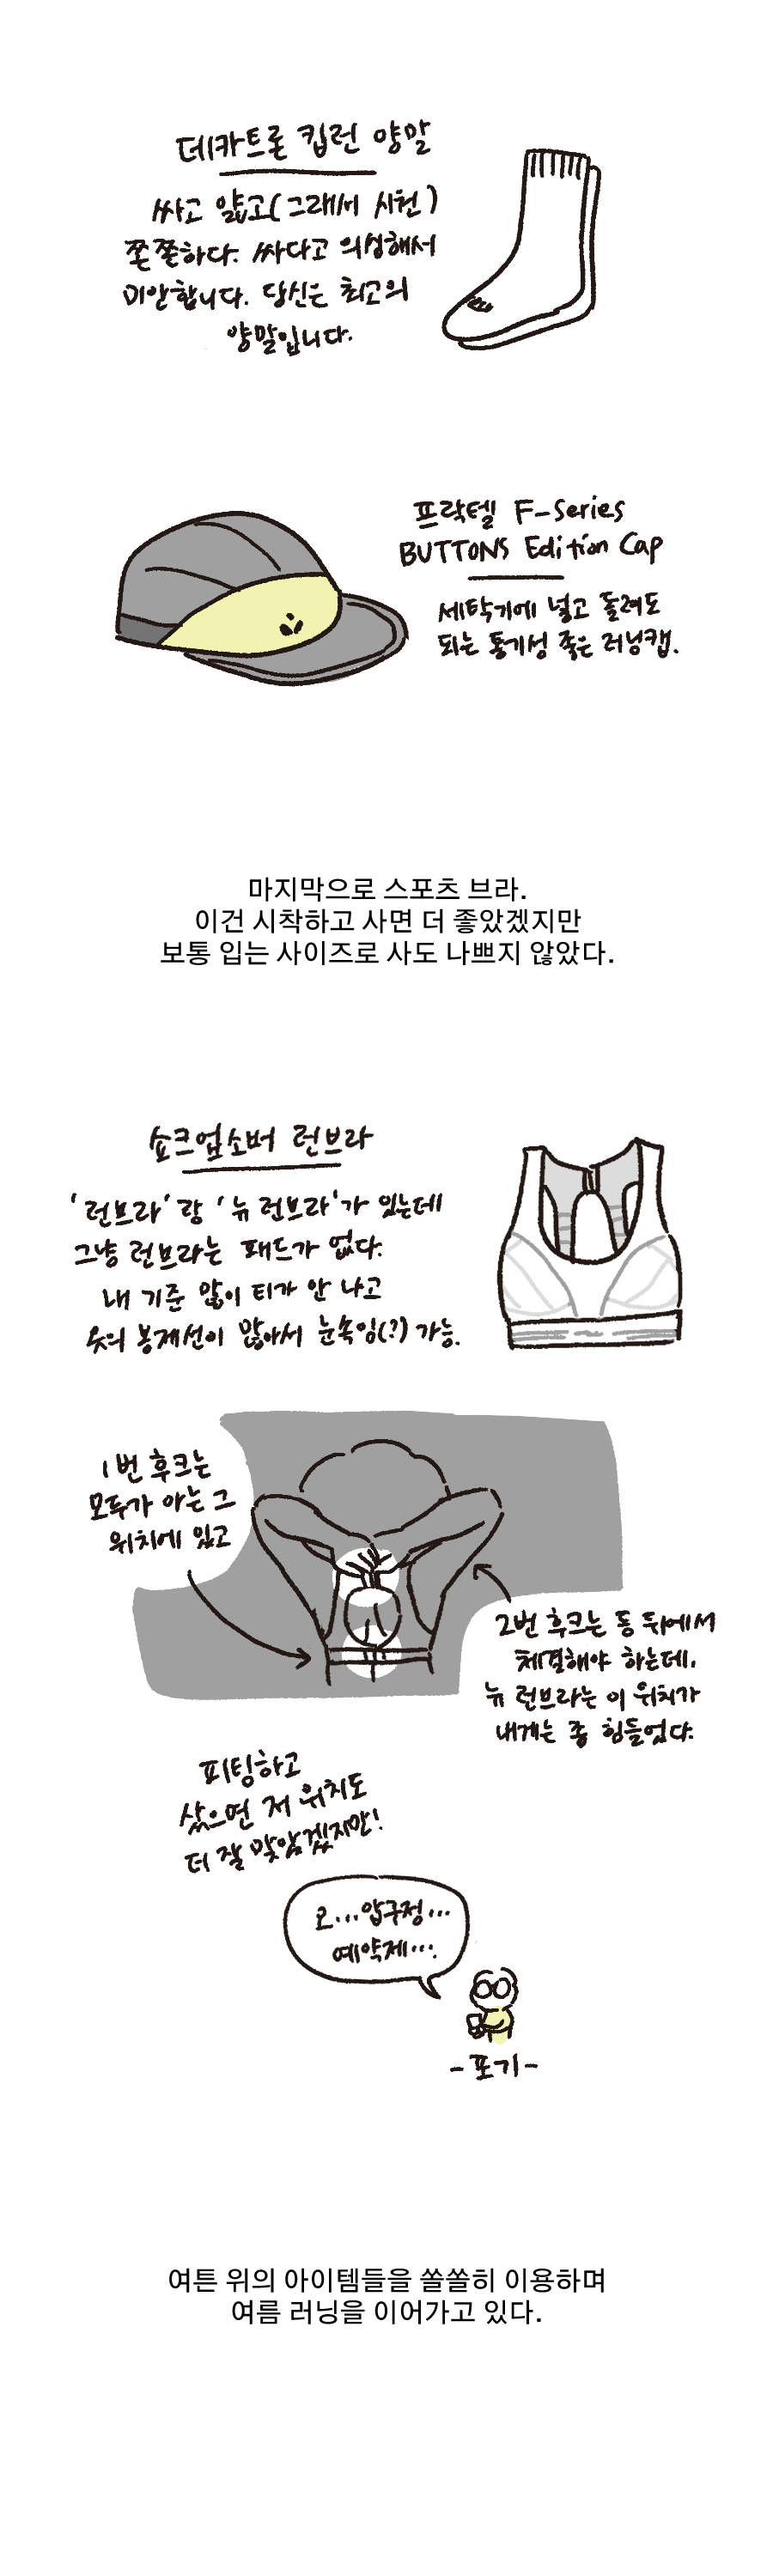 데카트론 킵런 양말
싸고 얇고(그래서 시원)
쫀쫀하다. 싸다고 의심해서
미안합니다. 당신은 최고의
양말입니다.
프락텔 F-Series
BUTTONS Edition Cap
세탁기에 넣고 돌려도
되는 통기성 좋은 러닝캡.
마지막으로 스포츠 브라.
이건 시착하고 사면 더 좋았겠지만
보통 입는 사이즈로 사도 나쁘지 않았다.
쇼크업소버 런브라
'런브라'랑 '뉴 런브라'가 있는데
그냥 런브라는 패드가 없다.
내 기준 많이 티가 안 나고
옷의 봉제선이 많아서 눈속임(?) 가능.
1번 후크는
모두가 아는 그
위치에 있고
2번 후크는 등 뒤에서
체결해야 하는데,
뉴 런브라는 이 위치가
내게는 좀 힘들었다.
피팅하고
샀으면 저 위치도
더 잘 맞았겠지만!
오...압구정...
예약제...
-포기-
여튼 위의 아이템들을 쏠쏠히 이용하며
여름 러닝을 이어가고 있다.